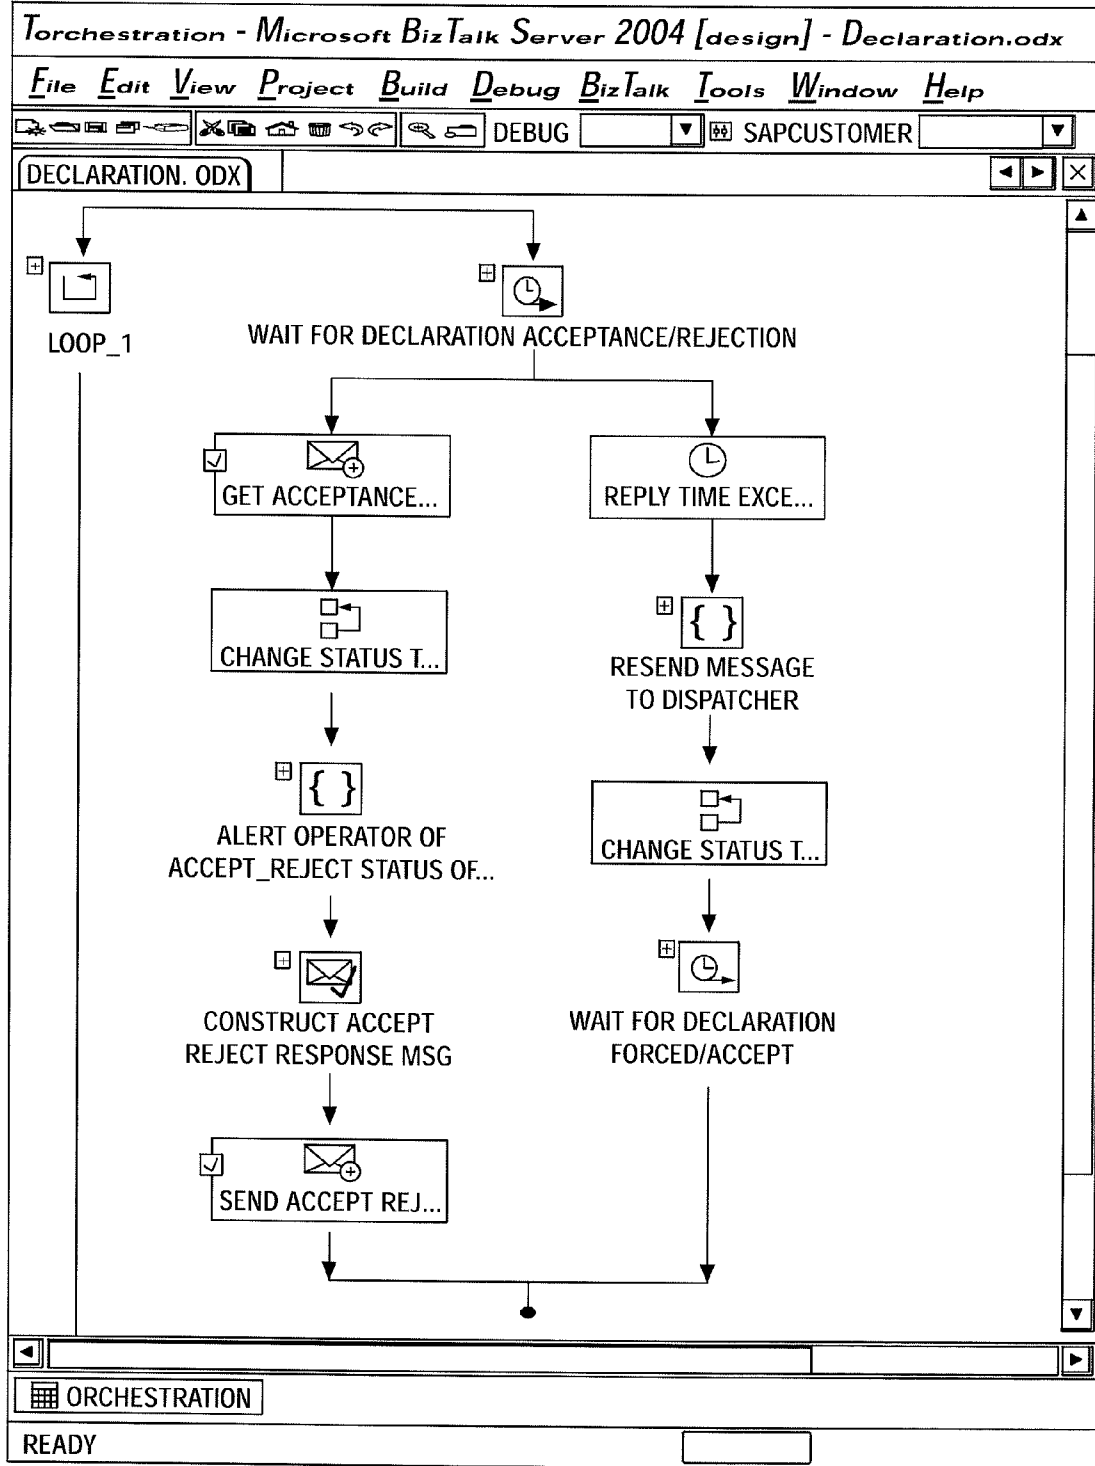 Torchestration - Microsoft BizTalk Server 2004 [design] - Declaration.odx
File Edit View Project Build Debug BizTalk Tools Window Help
DEBUG SAPCUSTOMER
DECLARATION. ODX
LOOP_1
WAIT FOR DECLARATION ACCEPTANCE/REJECTION
GET ACCEPTANCE...
CHANGE STATUS T...
ALERT OPERATOR OF
ACCEPT_REJECT STATUS OF...
CONSTRUCT ACCEPT
REJECT RESPONSE MSG
SEND ACCEPT REJ...
REPLY TIME EXCE...
RESEND MESSAGE
TO DISPATCHER
CHANGE STATUS T...
WAIT FOR DECLARATION
FORCED/ACCEPT
ORCHESTRATION
READY